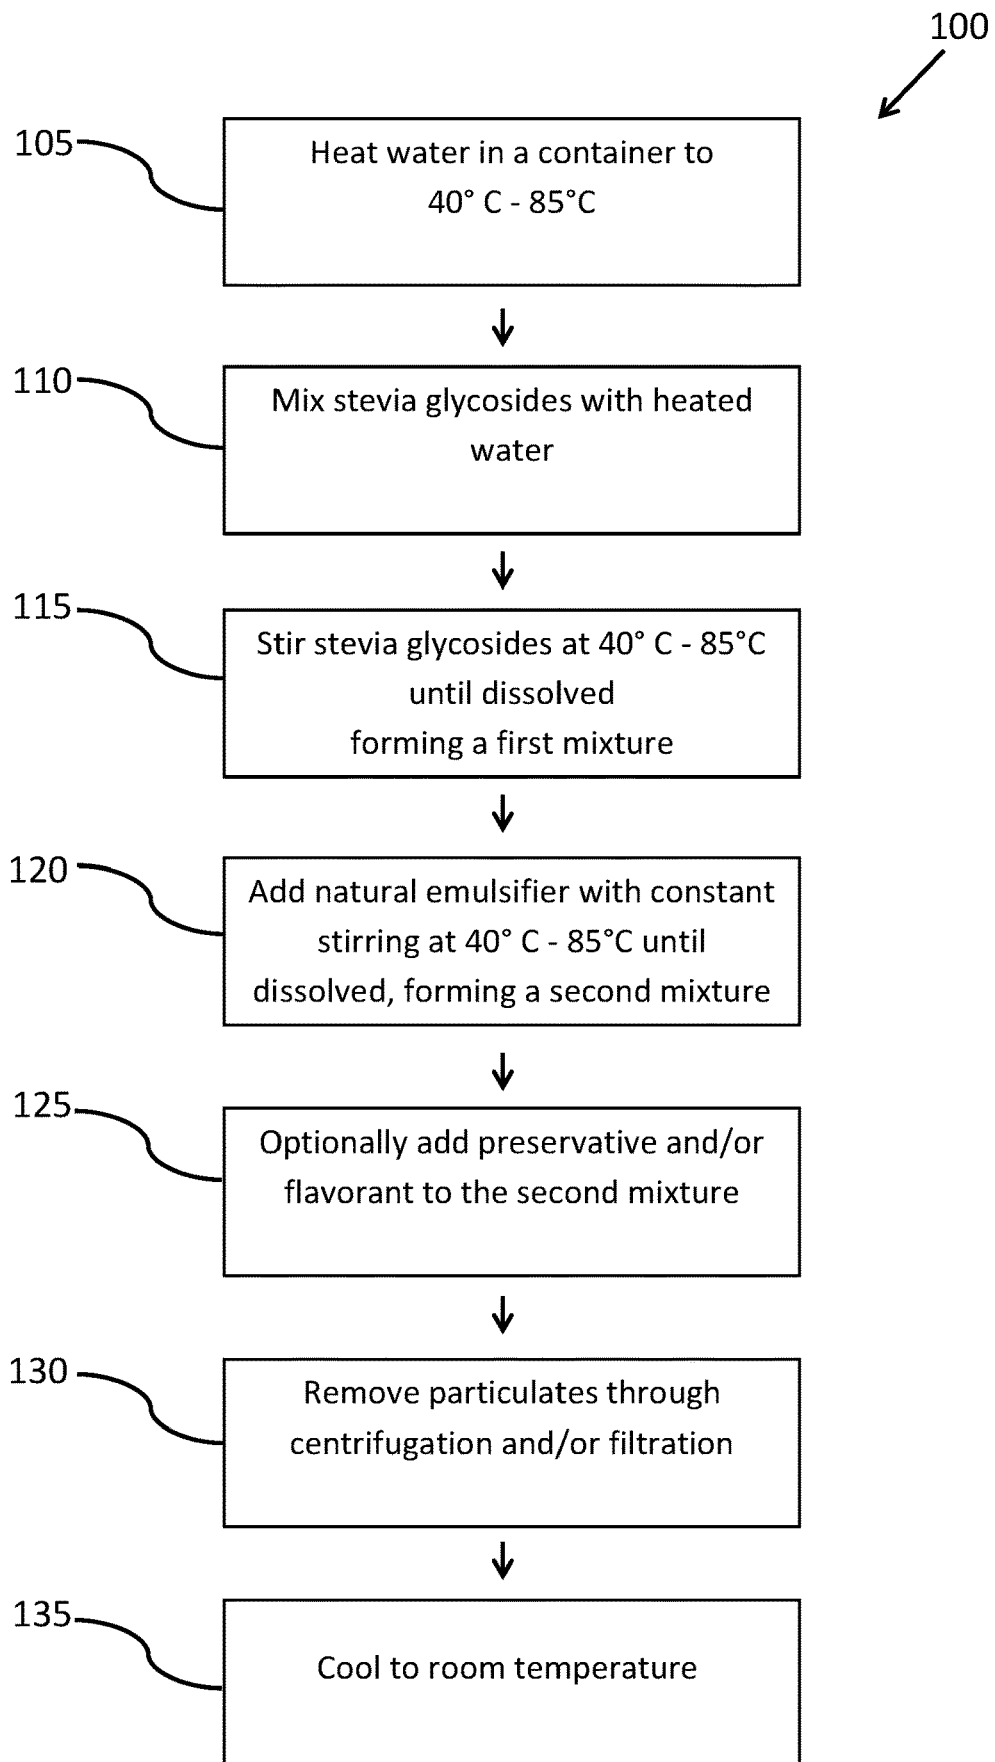 100
105
Heat water in a container to
40° C - 85°C
110
Mix stevia glycosides with heated
water
115
Stir stevia glycosides at 40° C - 85°C
until dissolved
forming a first mixture
120
Add natural emulsifier with constant
stirring at 40° C - 85°C until
dissolved, forming a second mixture
125
Optionally add preservative and/or
flavorant to the second mixture
130
Remove particulates through
centrifugation and/or filtration
135
Cool to room temperature